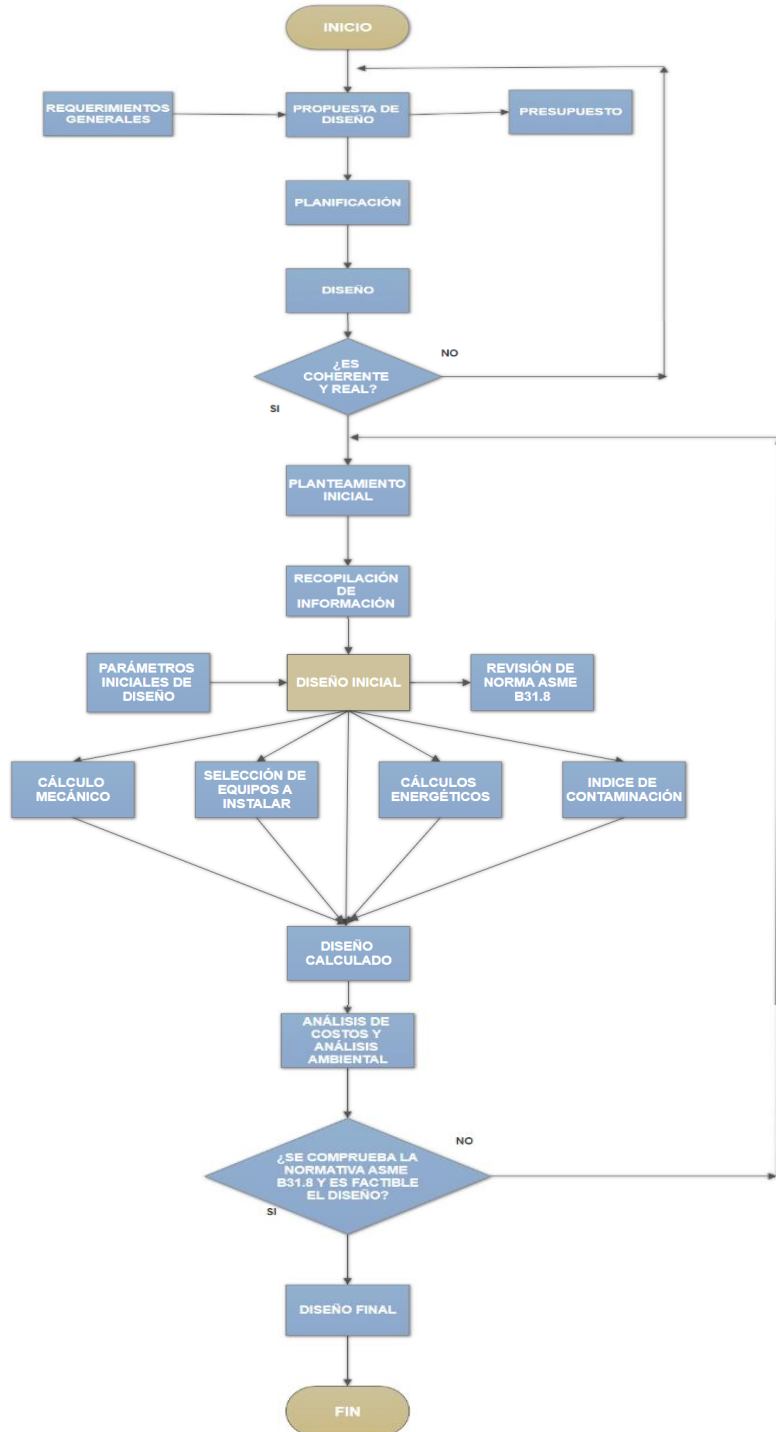 INICIO
REQUERIMIENTOS
GENERALES
PROPUESTA DE
DISEÑO
PRESUPUESTO
PLANIFICACIÓN
DISEÑO
¿ES
COHERENTE
Y REAL?
NO
SI
PLANTEAMIENTO
INICIAL
RECOPILACIÓN
DE
INFORMACIÓN
PARÁMETROS
INICIALES DE
DISEÑO
DISEÑO INICIAL
REVISIÓN DE
NORMA ASME
B31.8
CÁLCULO
MECÁNICO
SELECCIÓN DE
EQUIPOS A
INSTALAR
CÁLCULOS
ENERGÉTICOS
INDICE DE
CONTAMINACIÓN
DISEÑO
CALCULADO
ANÁLISIS DE
COSTOS Y
ANÁLISIS
AMBIENTAL
¿SE COMPRUEBA LA
NORMATIVA ASME
B31.8 Y ES FACTIBLE
EL DISEÑO?
NO
SI
DISEÑO FINAL
FIN